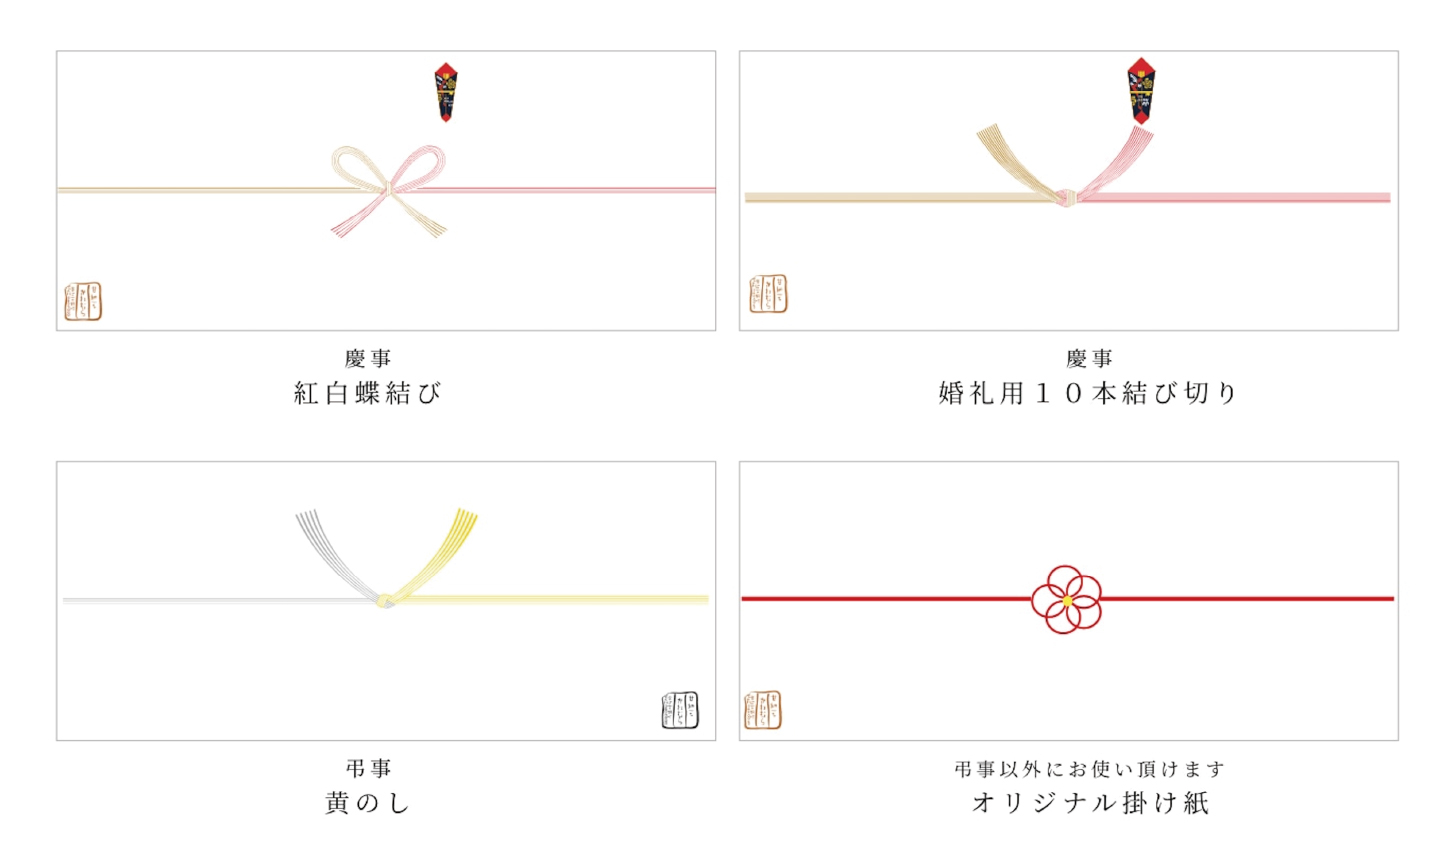 慶事
紅白蝶結び
慶事
婚礼用１０本結び切り
弔事
黄のし
弔事以外にお使い頂けます
オリジナル掛け紙